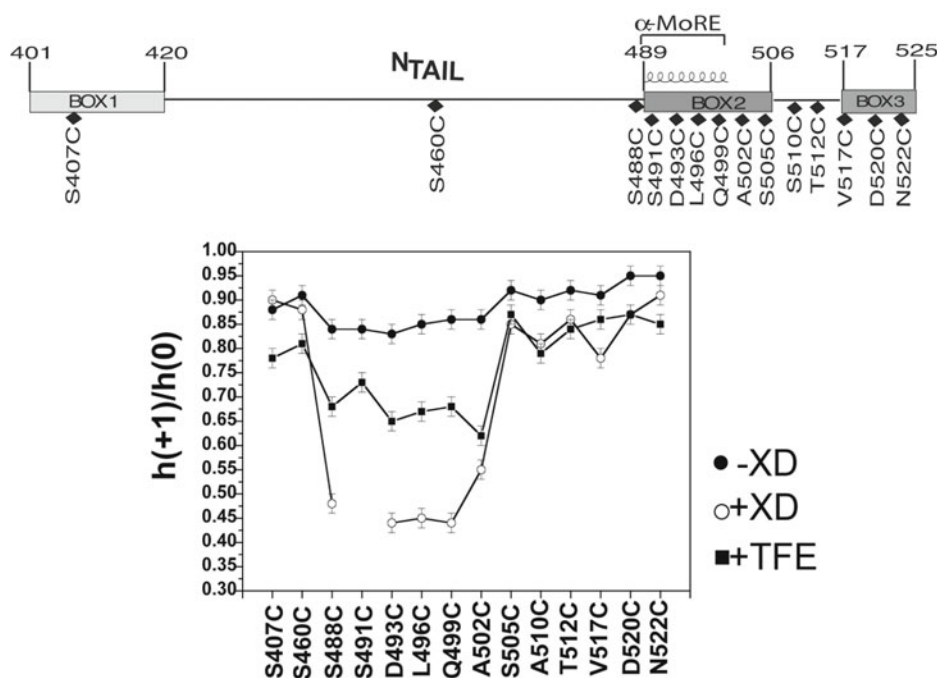 α-MoRE
401 420 489 506 517 525
NTAIL
BOX1 BOX2 BOX3
S407C S460C S488C S491C D493C L496C Q499C A502C S505C S510C T512C V517C D520C N522C
h(+1)/h(0)
1.00
0.95
0.90
0.85
0.80
0.75
0.70
0.65
0.60
0.55
0.50
0.45
0.40
0.35
0.30
S407C S460C S488C S491C D493C L496C Q499C A502C S505C A510C T512C V517C D520C N522C
-XD
+XD
+TFE